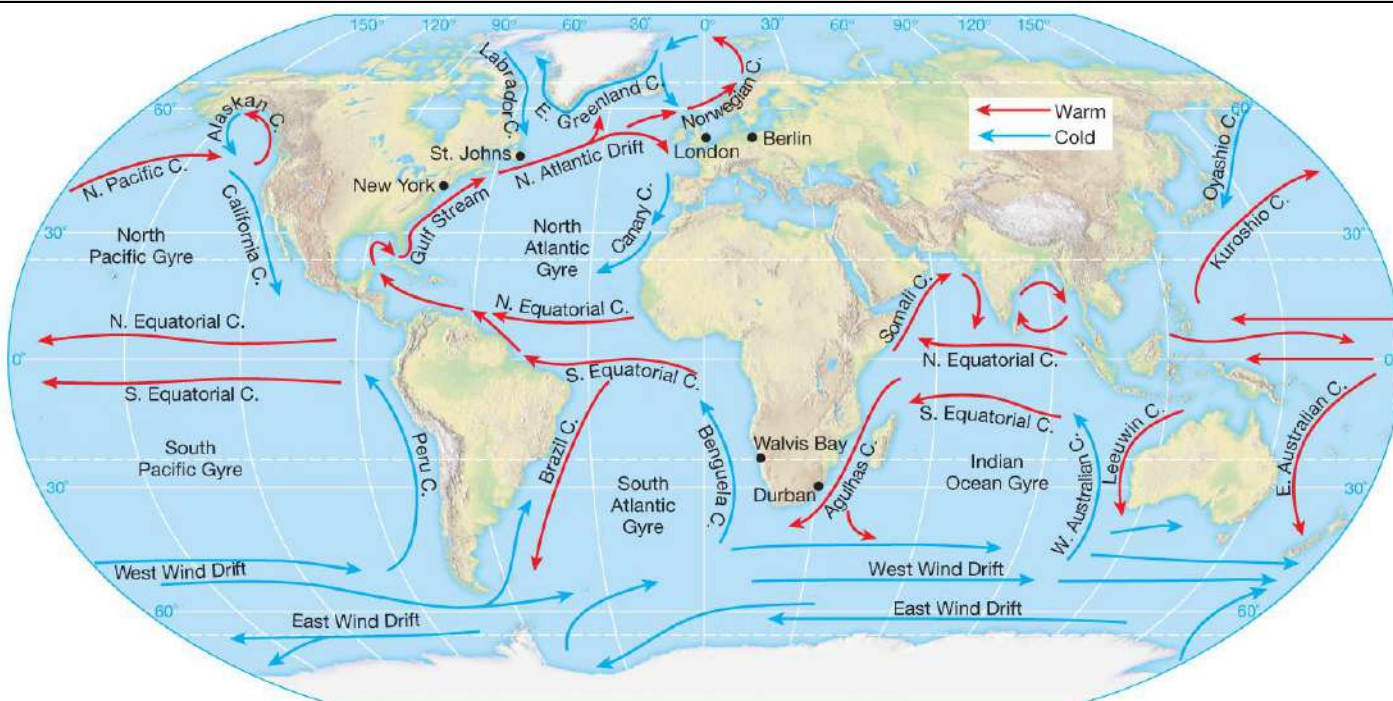 120° 90° 60° 30° 0° 30° 60° 90° 120° 150°
Labrador C.
E. Greenland C.
Norwegian C.
60°
Alaskan C.
Warm
Cold
Oyashio C.
St. Johns
London
Berlin
N. Pacific C.
N. Atlantic Drift
New York
California C.
Gulf Stream
Canary C.
Kuroshio C.
30°
North
Pacific Gyre
North
Atlantic
Gyre
30°
Somali C.
N. Equatorial C.
N. Equatorial C.
0°
0°
0
N. Equatorial C.
S. Equatorial C.
S. Equatorial C.
S. Equatorial C.
South
Pacific Gyre
Peru C.
Brazil C.
Benguela C.
Walvis Bay
Durban
Agulhas C.
Indian
Ocean Gyre
W. Australian C.
Leeuwin C.
E. Australian C.
30°
South
Atlantic
Gyre
30°
West Wind Drift
West Wind Drift
60°
East Wind Drift
East Wind Drift
60°